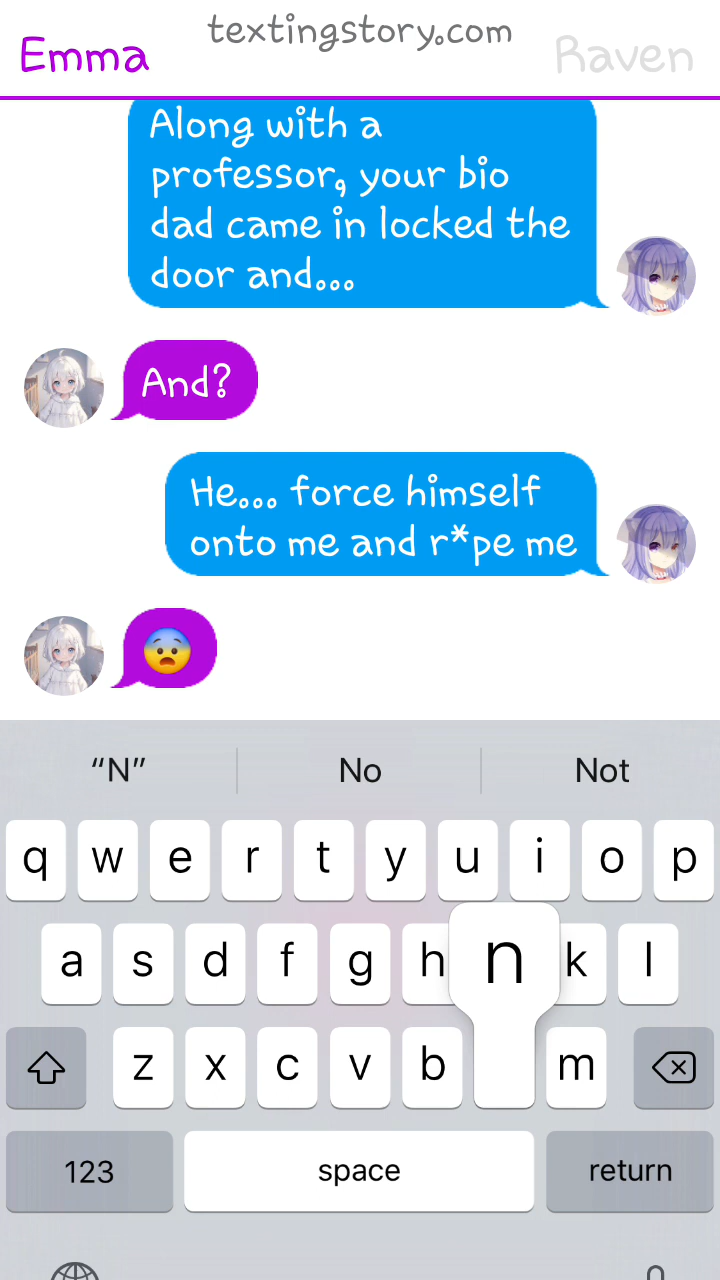 textingstory.com
Emma
Raven
Along with a
professor, your bio
dad came in locked the
door and...
And?
He... force himself
onto me and r*pe me
“N”
No
Not
q w e r t y u i o p
a s d f g h n k l
z x c v b m
123
space
return